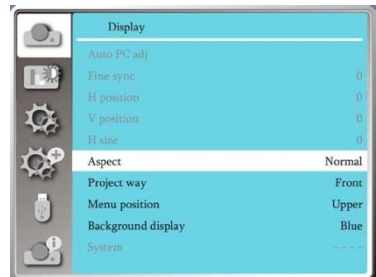 Display
Auto PC adj
Fine sync 0
H position 0
V position 0
H size 0
Aspect Normal
Project way Front
Menu position Upper
Background display Blue
System - - - -